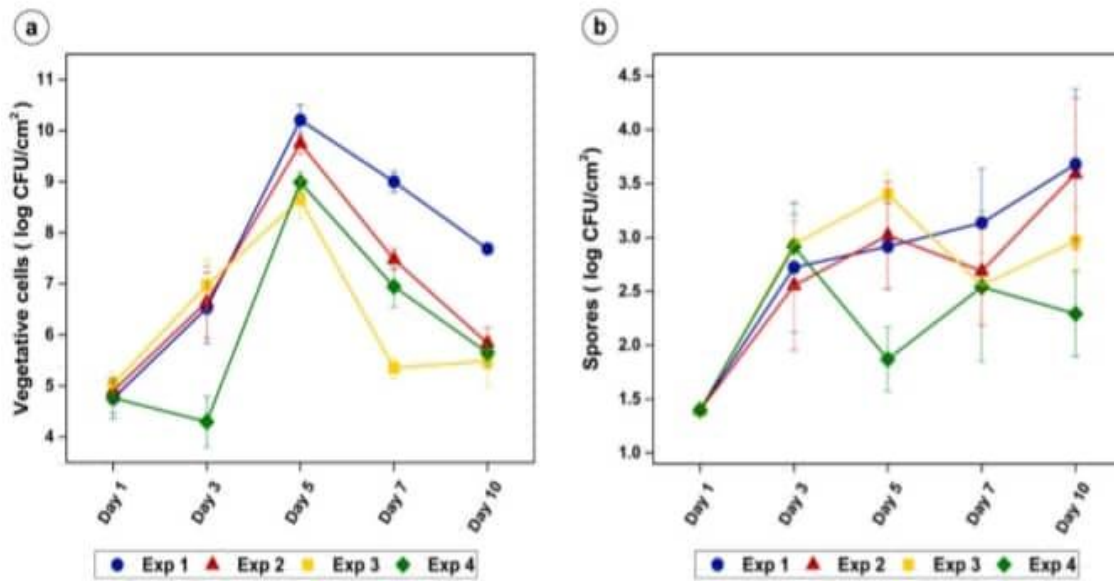 a
Vegetative cells ( log CFU/cm²)
11
10
9
8
7
6
5
4
Day 1
Day 3
Day 5
Day 7
Day 10
Exp 1 Exp 2 Exp 3 Exp 4
b
Spores ( log CFU/cm²)
4.5
4.0
3.5
3.0
2.5
2.0
1.5
1.0
Day 1
Day 3
Day 5
Day 7
Day 10
Exp 1 Exp 2 Exp 3 Exp 4